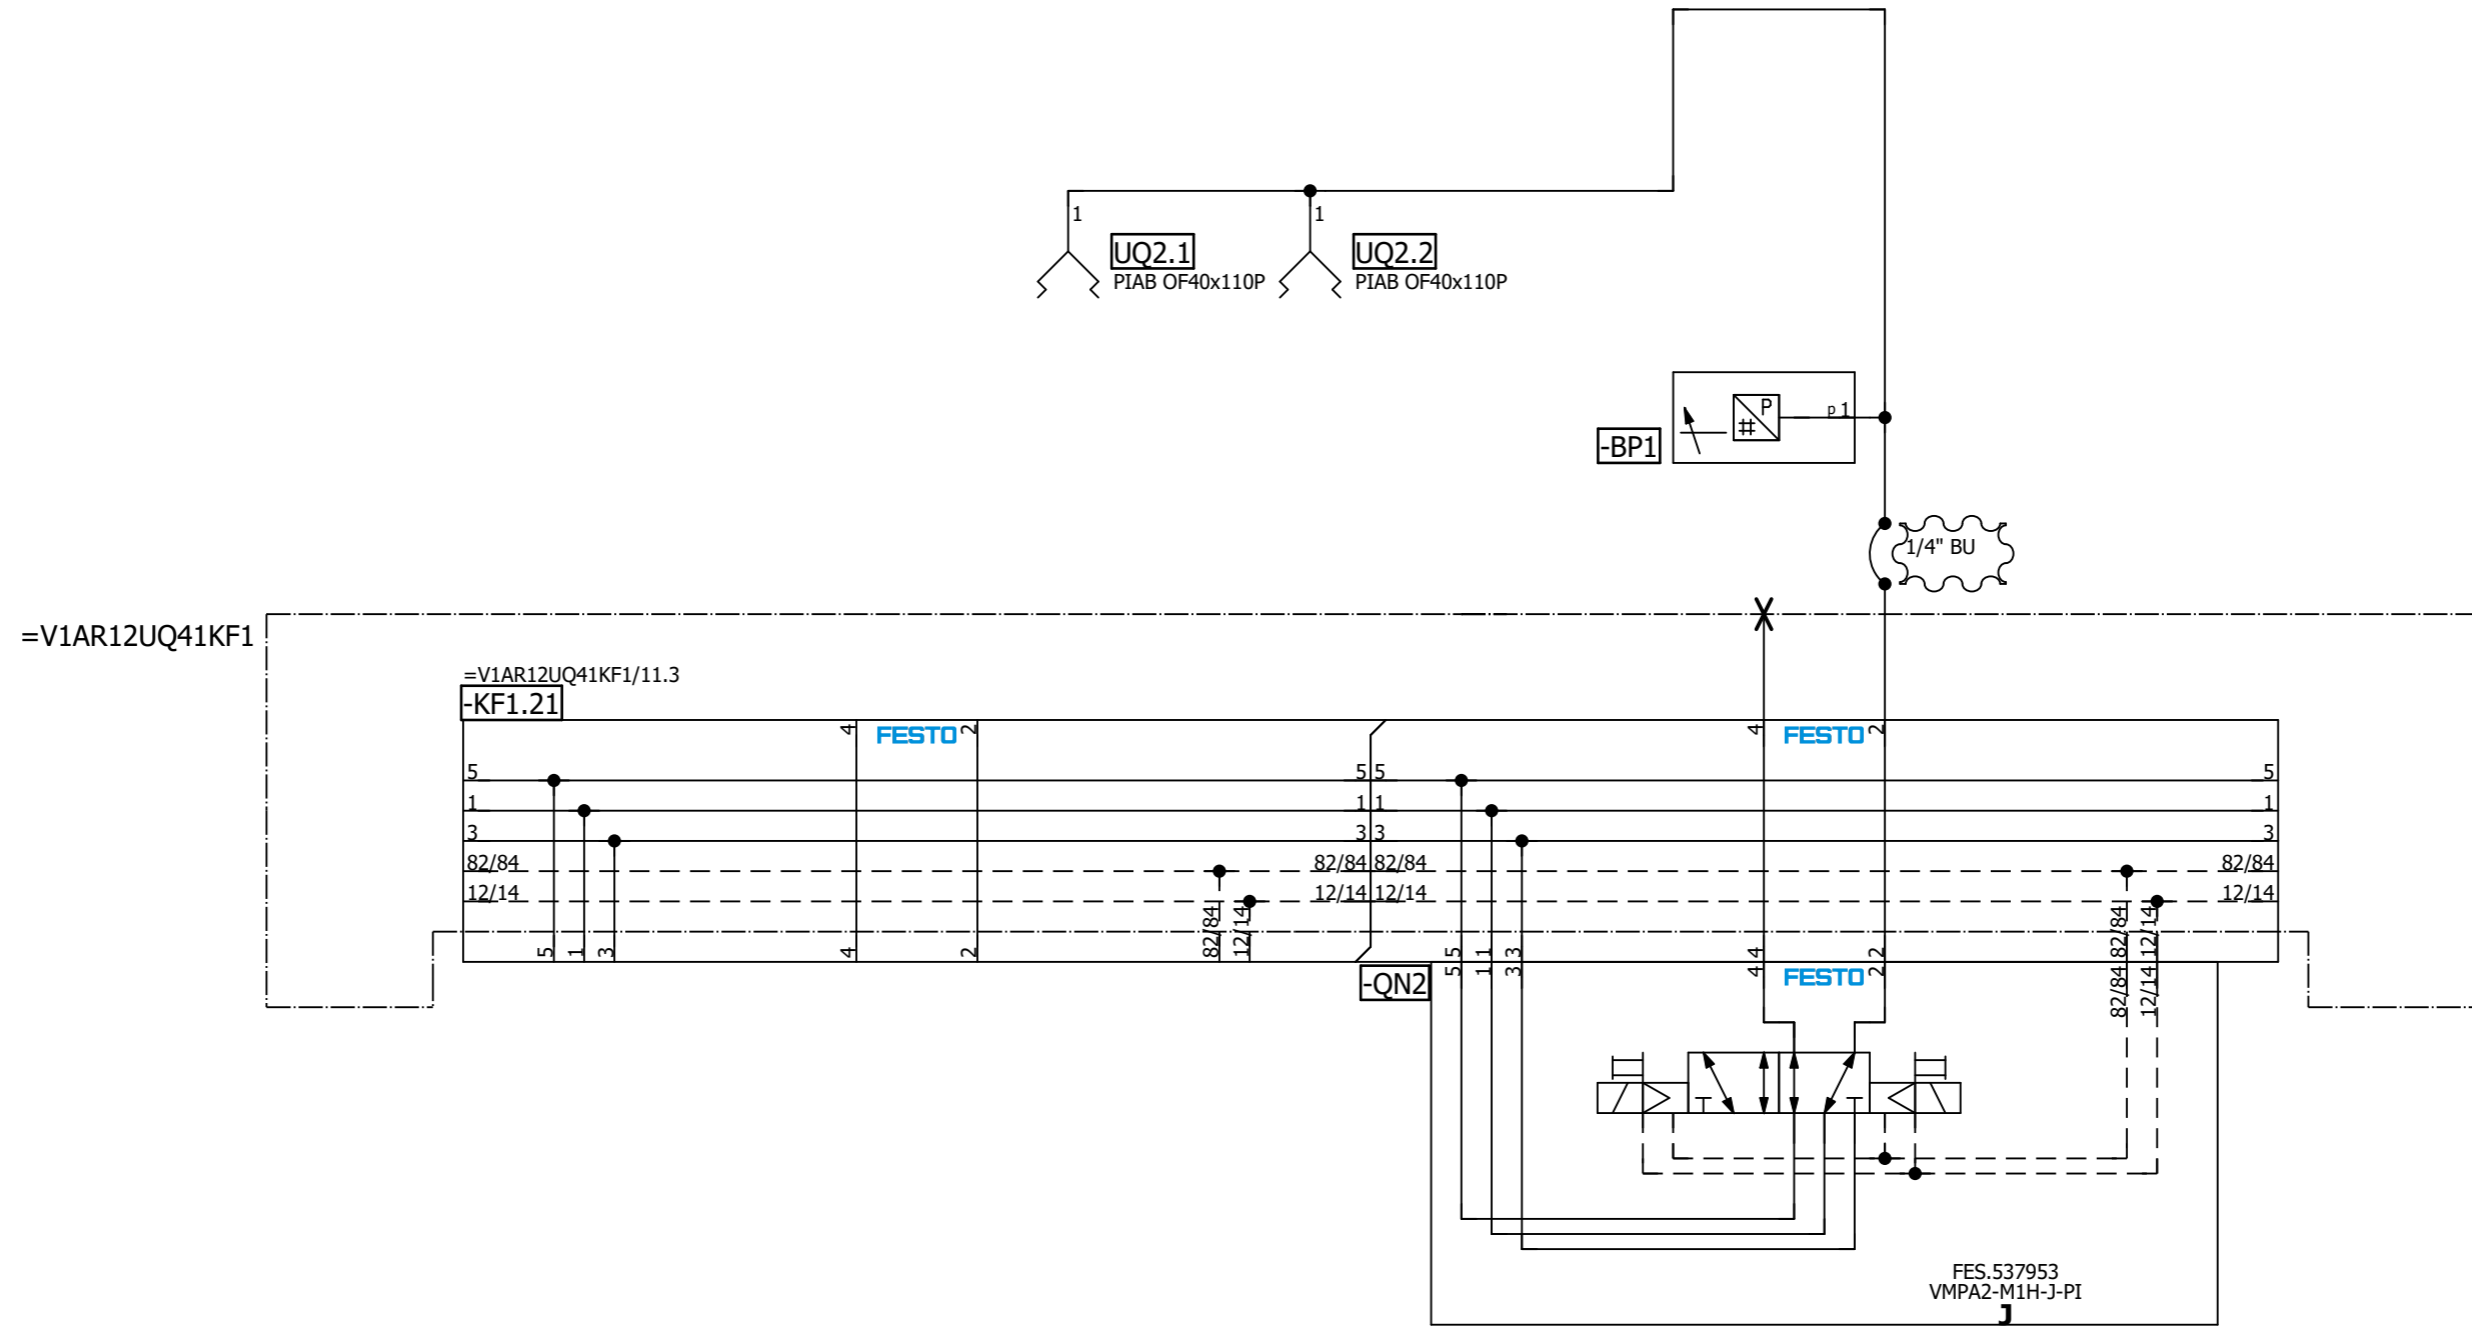 1
1
UQ2.1
PIAB OF40x110P
UQ2.2
PIAB OF40x110P
P
#
p 1
-BP1
1/4" BU
=V1AR12UQ41KF1
=V1AR12UQ41KF1/11.3
-KF1.21
4 FESTO 2
4 FESTO 2
5 5 5 5
1 1 1 1
3 3 3 3
82/84 82/84 82/84 82/84
12/14 12/14 12/14 12/14
5 1 3 4 2 82/84 12/14
5 1 3 4 2 82/84 12/14
-QN2
5 1 3 4 FESTO 2 82/84 12/14
FES.537953
VMPA2-M1H-J-PI
J